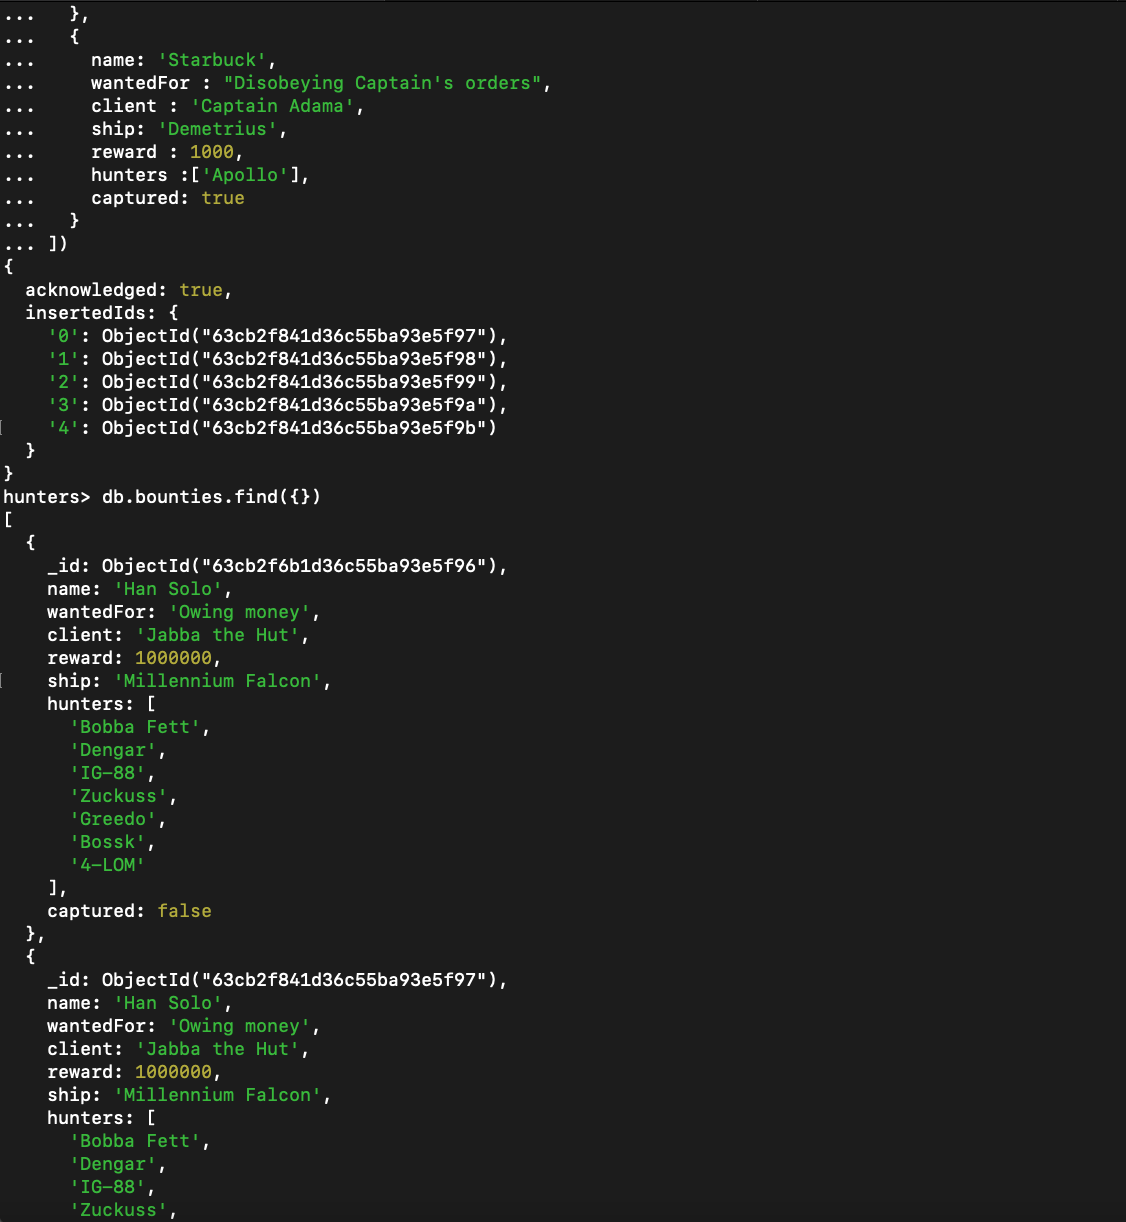 ...   },
...   {
...     name: 'Starbuck',
...     wantedFor : "Disobeying Captain's orders",
...     client : 'Captain Adama',
...     ship: 'Demetrius',
...     reward : 1000,
...     hunters :['Apollo'],
...     captured: true
...   }
... ])
{
  acknowledged: true,
  insertedIds: {
    '0': ObjectId("63cb2f841d36c55ba93e5f97"),
    '1': ObjectId("63cb2f841d36c55ba93e5f98"),
    '2': ObjectId("63cb2f841d36c55ba93e5f99"),
    '3': ObjectId("63cb2f841d36c55ba93e5f9a"),
    '4': ObjectId("63cb2f841d36c55ba93e5f9b")
  }
}
hunters> db.bounties.find({})
[
  {
    _id: ObjectId("63cb2f6b1d36c55ba93e5f96"),
    name: 'Han Solo',
    wantedFor: 'Owing money',
    client: 'Jabba the Hut',
    reward: 1000000,
    ship: 'Millennium Falcon',
    hunters: [
      'Bobba Fett',
      'Dengar',
      'IG-88',
      'Zuckuss',
      'Greedo',
      'Bossk',
      '4-LOM'
    ],
    captured: false
  },
  {
    _id: ObjectId("63cb2f841d36c55ba93e5f97"),
    name: 'Han Solo',
    wantedFor: 'Owing money',
    client: 'Jabba the Hut',
    reward: 1000000,
    ship: 'Millennium Falcon',
    hunters: [
      'Bobba Fett',
      'Dengar',
      'IG-88',
      'Zuckuss',